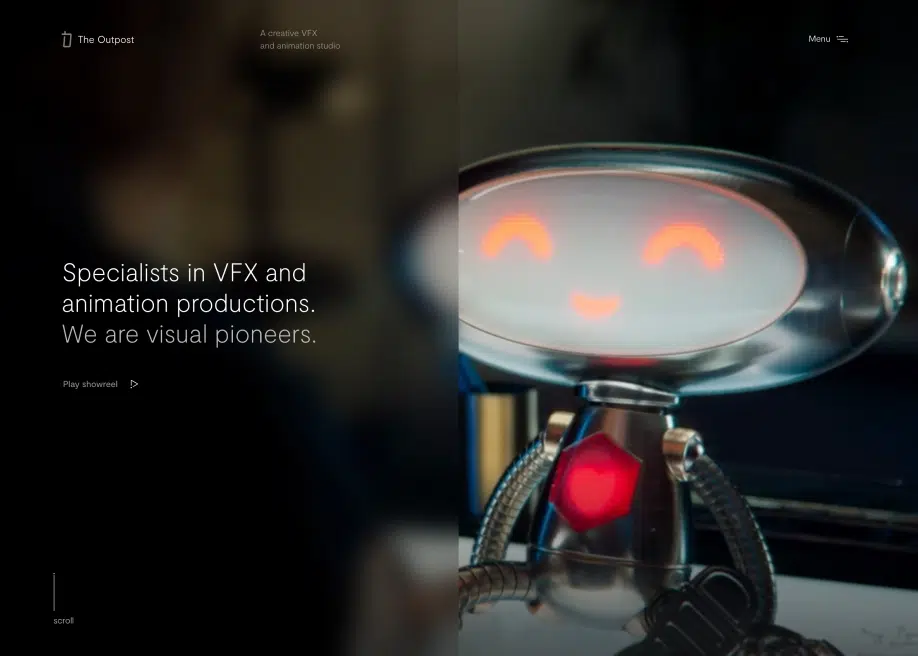 The Outpost
A creative VFX
and animation studio
Menu
Specialists in VFX and
animation productions.
We are visual pioneers.
Play showreel
scroll